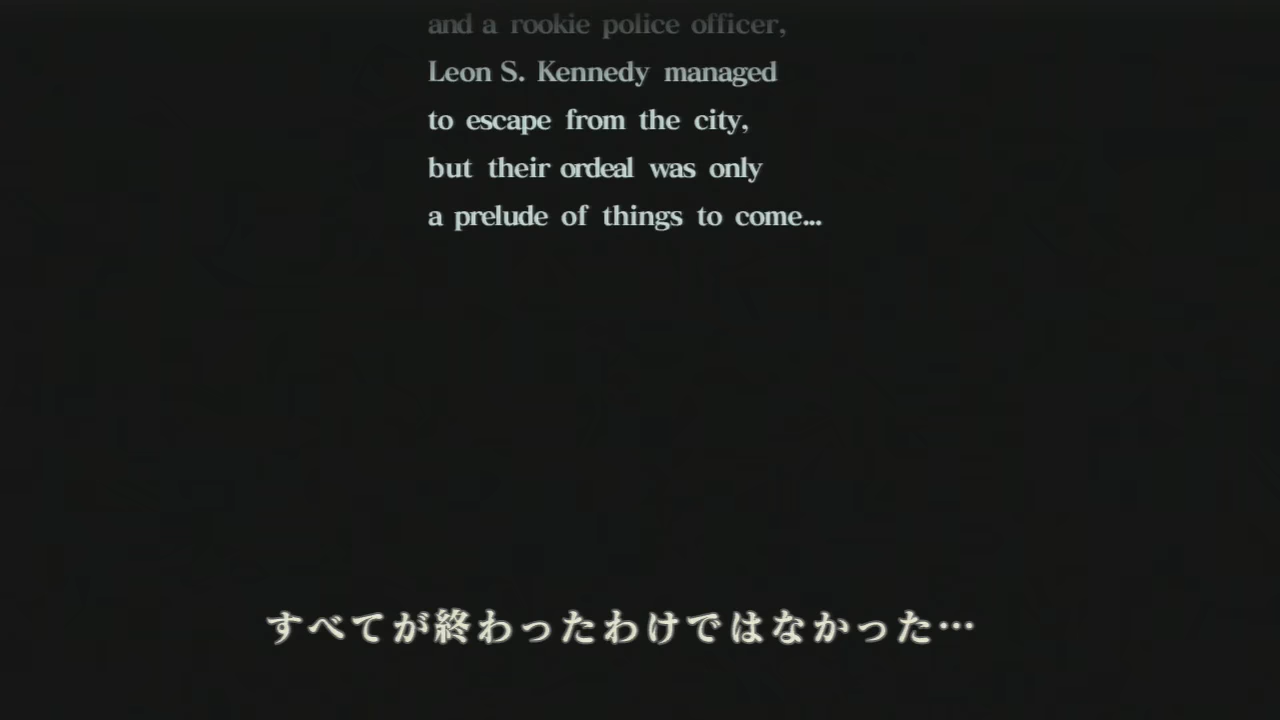 and a rookie police officer,
Leon S. Kennedy managed
to escape from the city,
but their ordeal was only
a prelude of things to come...
すべてが終わったわけではなかった…